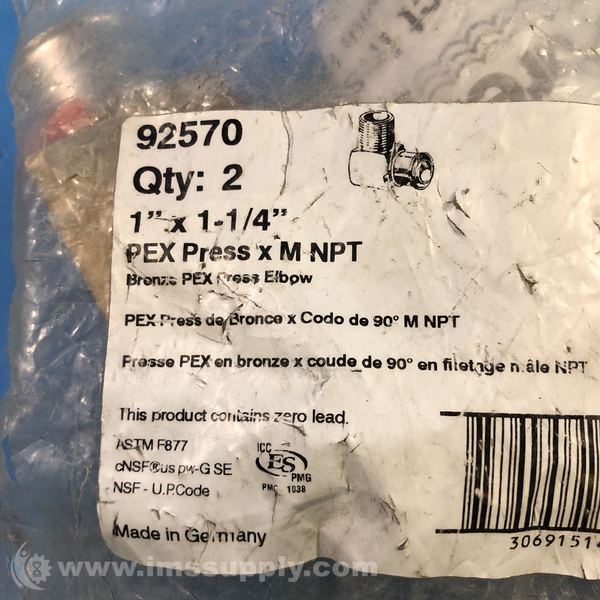 92570
Qty: 2
1" x 1-1/4"
PEX Press x M NPT
Bronze PEX Press Elbow
PEX Press de Bronce x Codo de 90° M NPT
Presse PEX en bronze x coude de 90° en filetage mâle NPT
This product contains zero lead.
ASTM F877
cNSF®us pw-G SE
NSF - U.P.Code
ICC
ES
PMG
PMG 1038
Made in Germany
3069151
www.imssupply.com